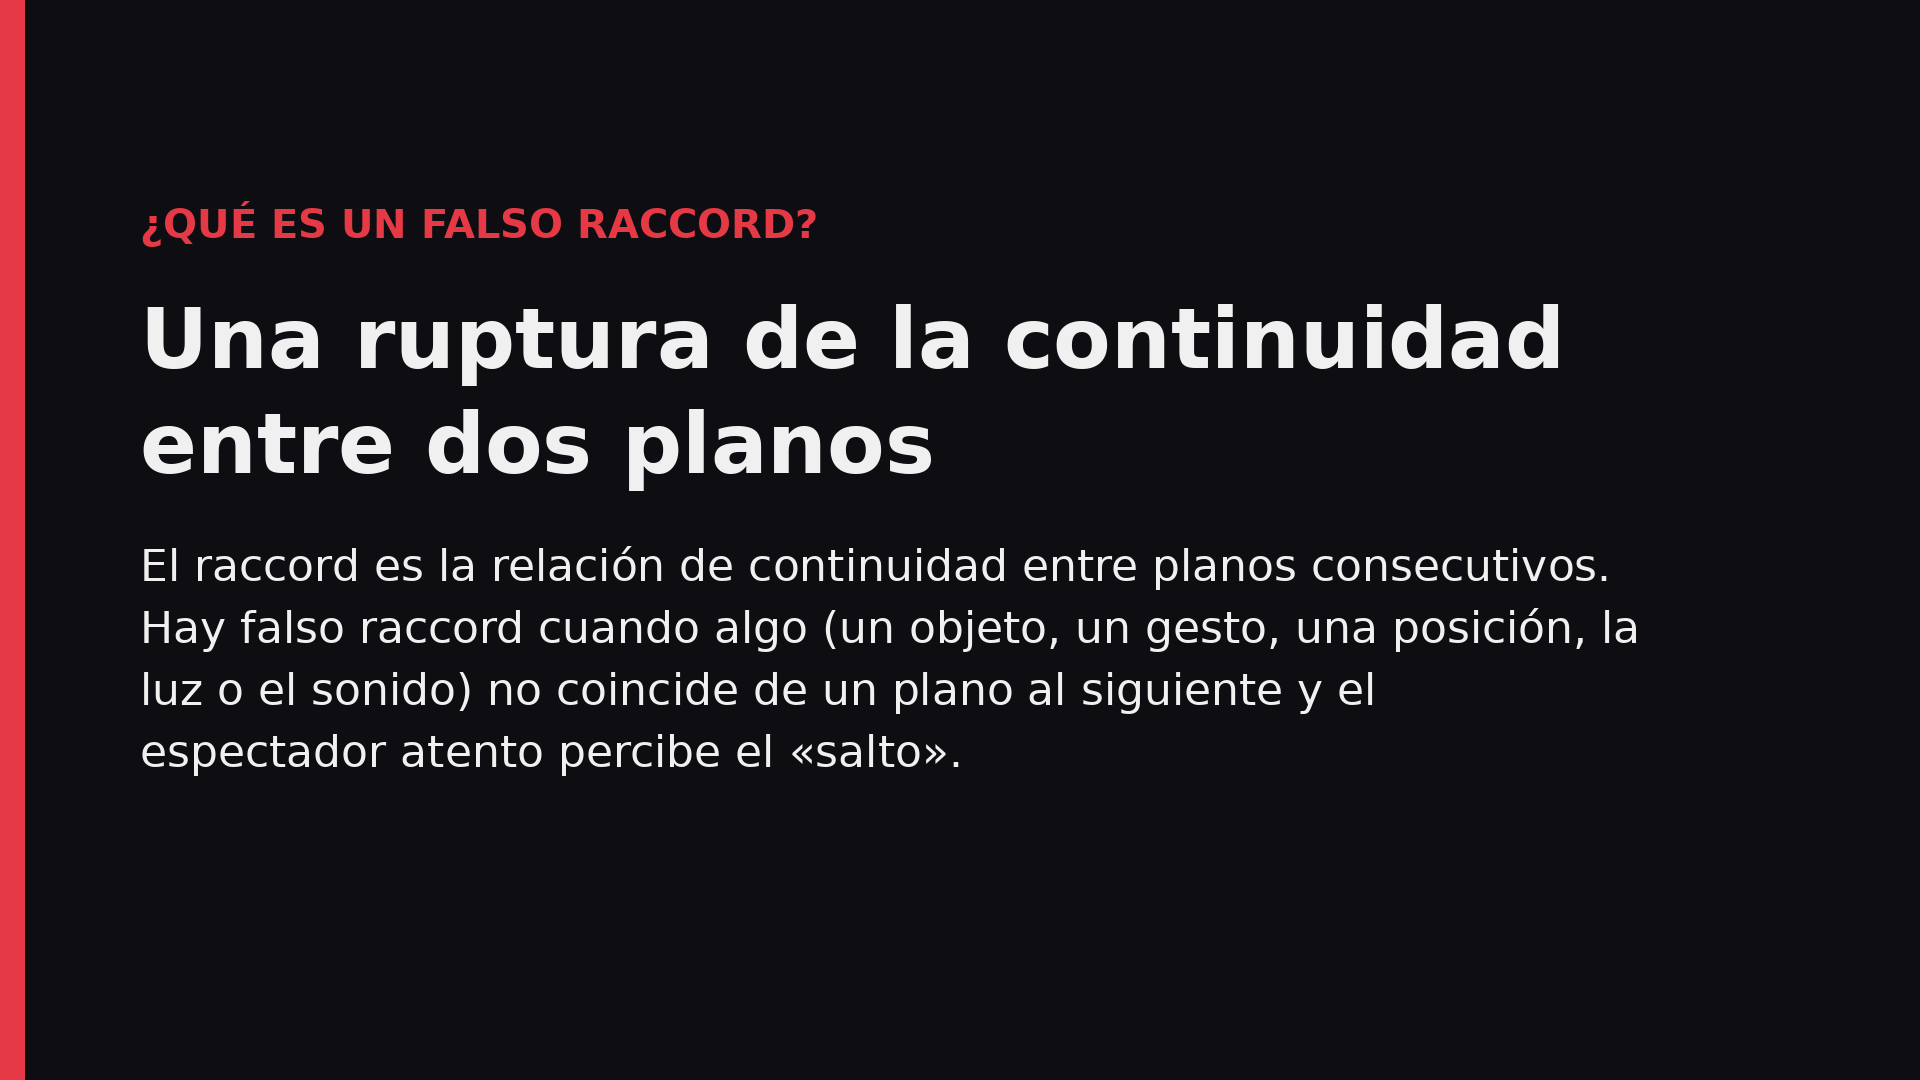 ¿QUÉ ES UN FALSO RACCORD?
Una ruptura de la continuidad
entre dos planos
El raccord es la relación de continuidad entre planos consecutivos.
Hay falso raccord cuando algo (un objeto, un gesto, una posición, la
luz o el sonido) no coincide de un plano al siguiente y el
espectador atento percibe el «salto».